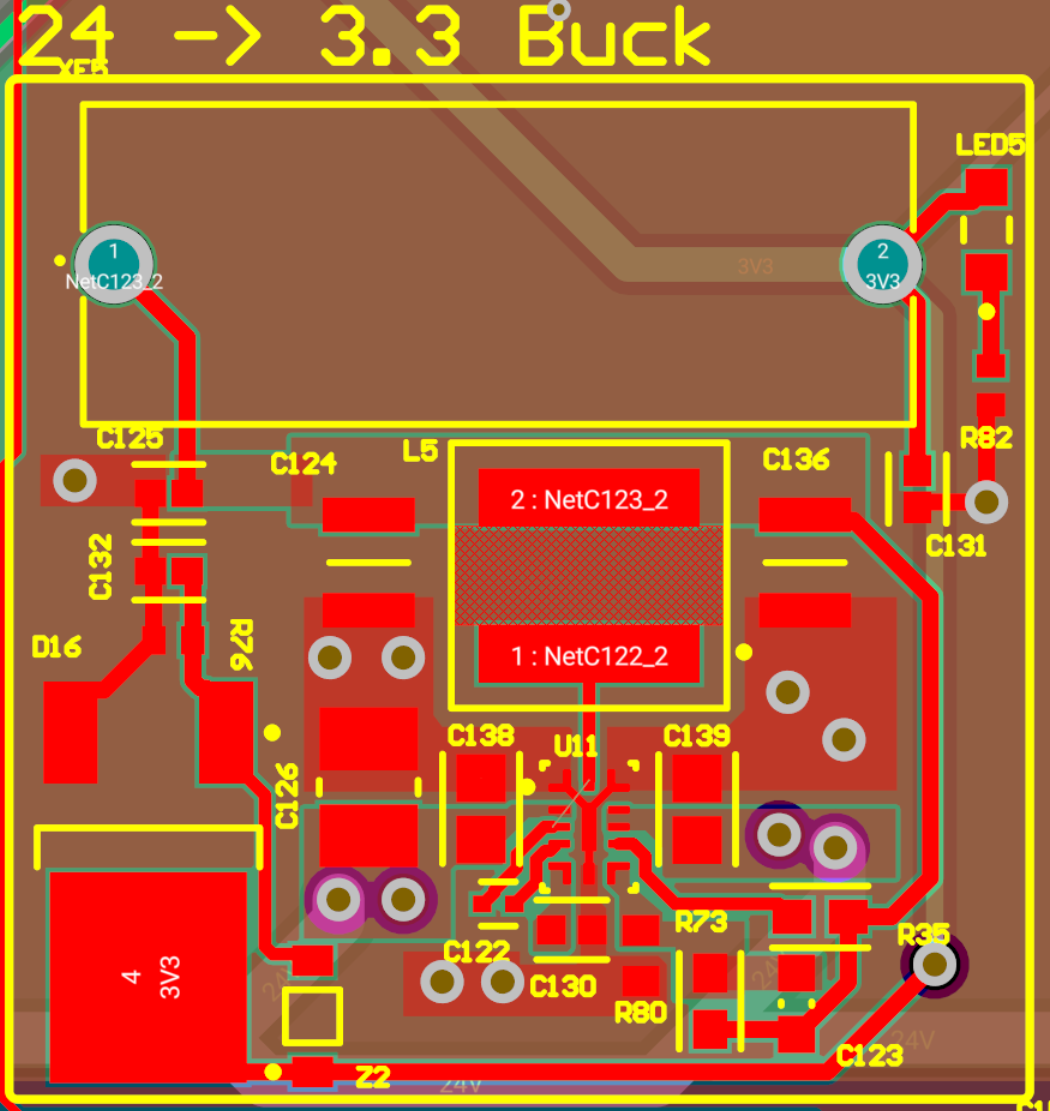 24 -> 3.3 Buck
XF5
LED5
1
NetC123_2
2
3V3
3V3
C125
C124
L5
C136
R82
2 : NetC123_2
C131
C132
D16
R76
1 : NetC122_2
C138
U11
C139
C126
R73
R35
C122
C130
R80
4
3V3
24V
24V
24V
C123
Z2
24V